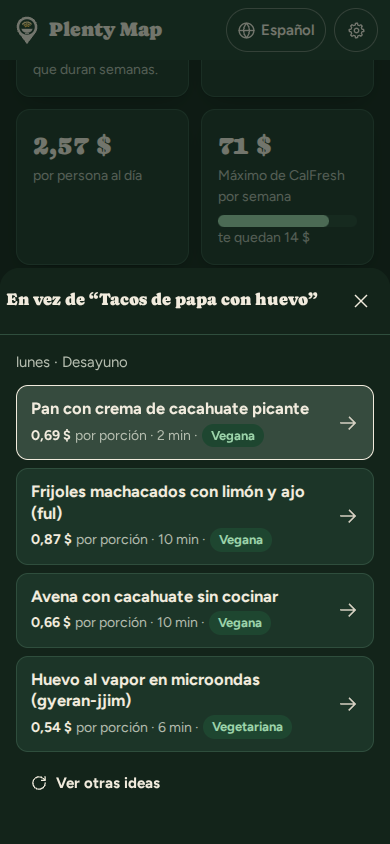 Plenty Map
Español
que duran semanas.
2,57 $
por persona al día
71 $
Máximo de CalFresh
por semana
te quedan 14 $
En vez de “Tacos de papa con huevo”
lunes · Desayuno
Pan con crema de cacahuate picante
0,69 $ por porción · 2 min · Vegana
Frijoles machacados con limón y ajo
(ful)
0,87 $ por porción · 10 min · Vegana
Avena con cacahuate sin cocinar
0,66 $ por porción · 10 min · Vegana
Huevo al vapor en microondas
(gyeran-jjim)
0,54 $ por porción · 6 min · Vegetariana
Ver otras ideas